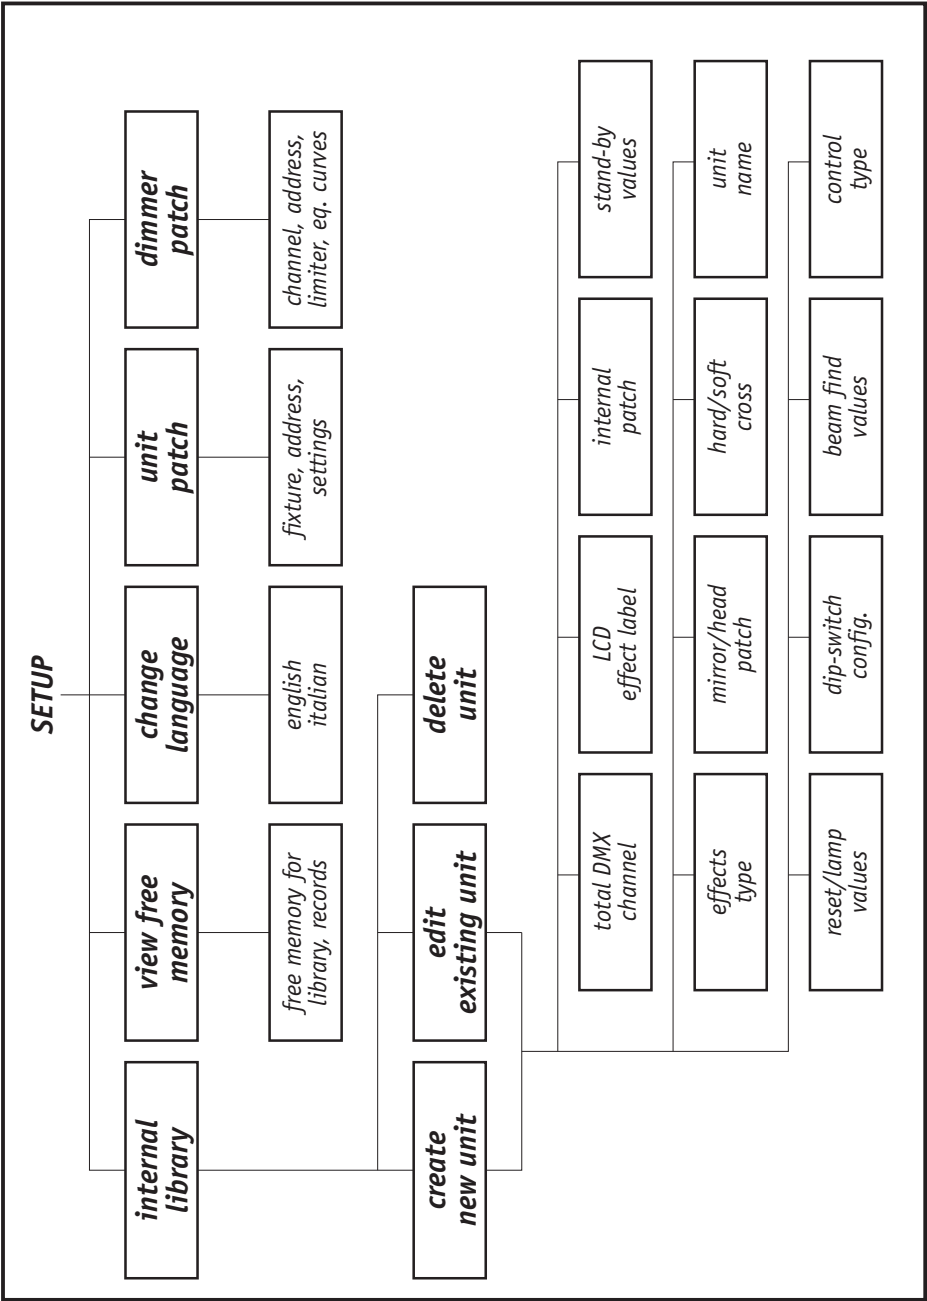 SETUP
internal
library
view free
memory
change
language
unit
patch
dimmer
patch
free memory for
library, records
english
italian
fixture, address,
settings
channel, address,
limiter, eq. curves
create
new unit
edit
existing unit
delete
unit
total DMX
channel
LCD
effect label
internal
patch
stand-by
values
effects
type
mirror/head
patch
hard/soft
cross
unit
name
reset/lamp
values
dip-switch
config.
beam find
values
control
type